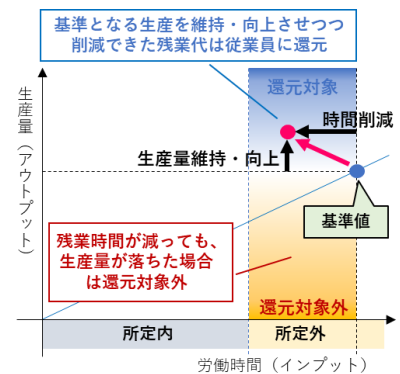 基準となる生産を維持・向上させつつ
削減できた残業代は従業員に還元
還元対象
時間削減
生産量維持・向上
生産量（アウトプット）
基準値
残業時間が減っても、
生産量が落ちた場合
は還元対象外
還元対象外
所定内
所定外
労働時間（インプット）